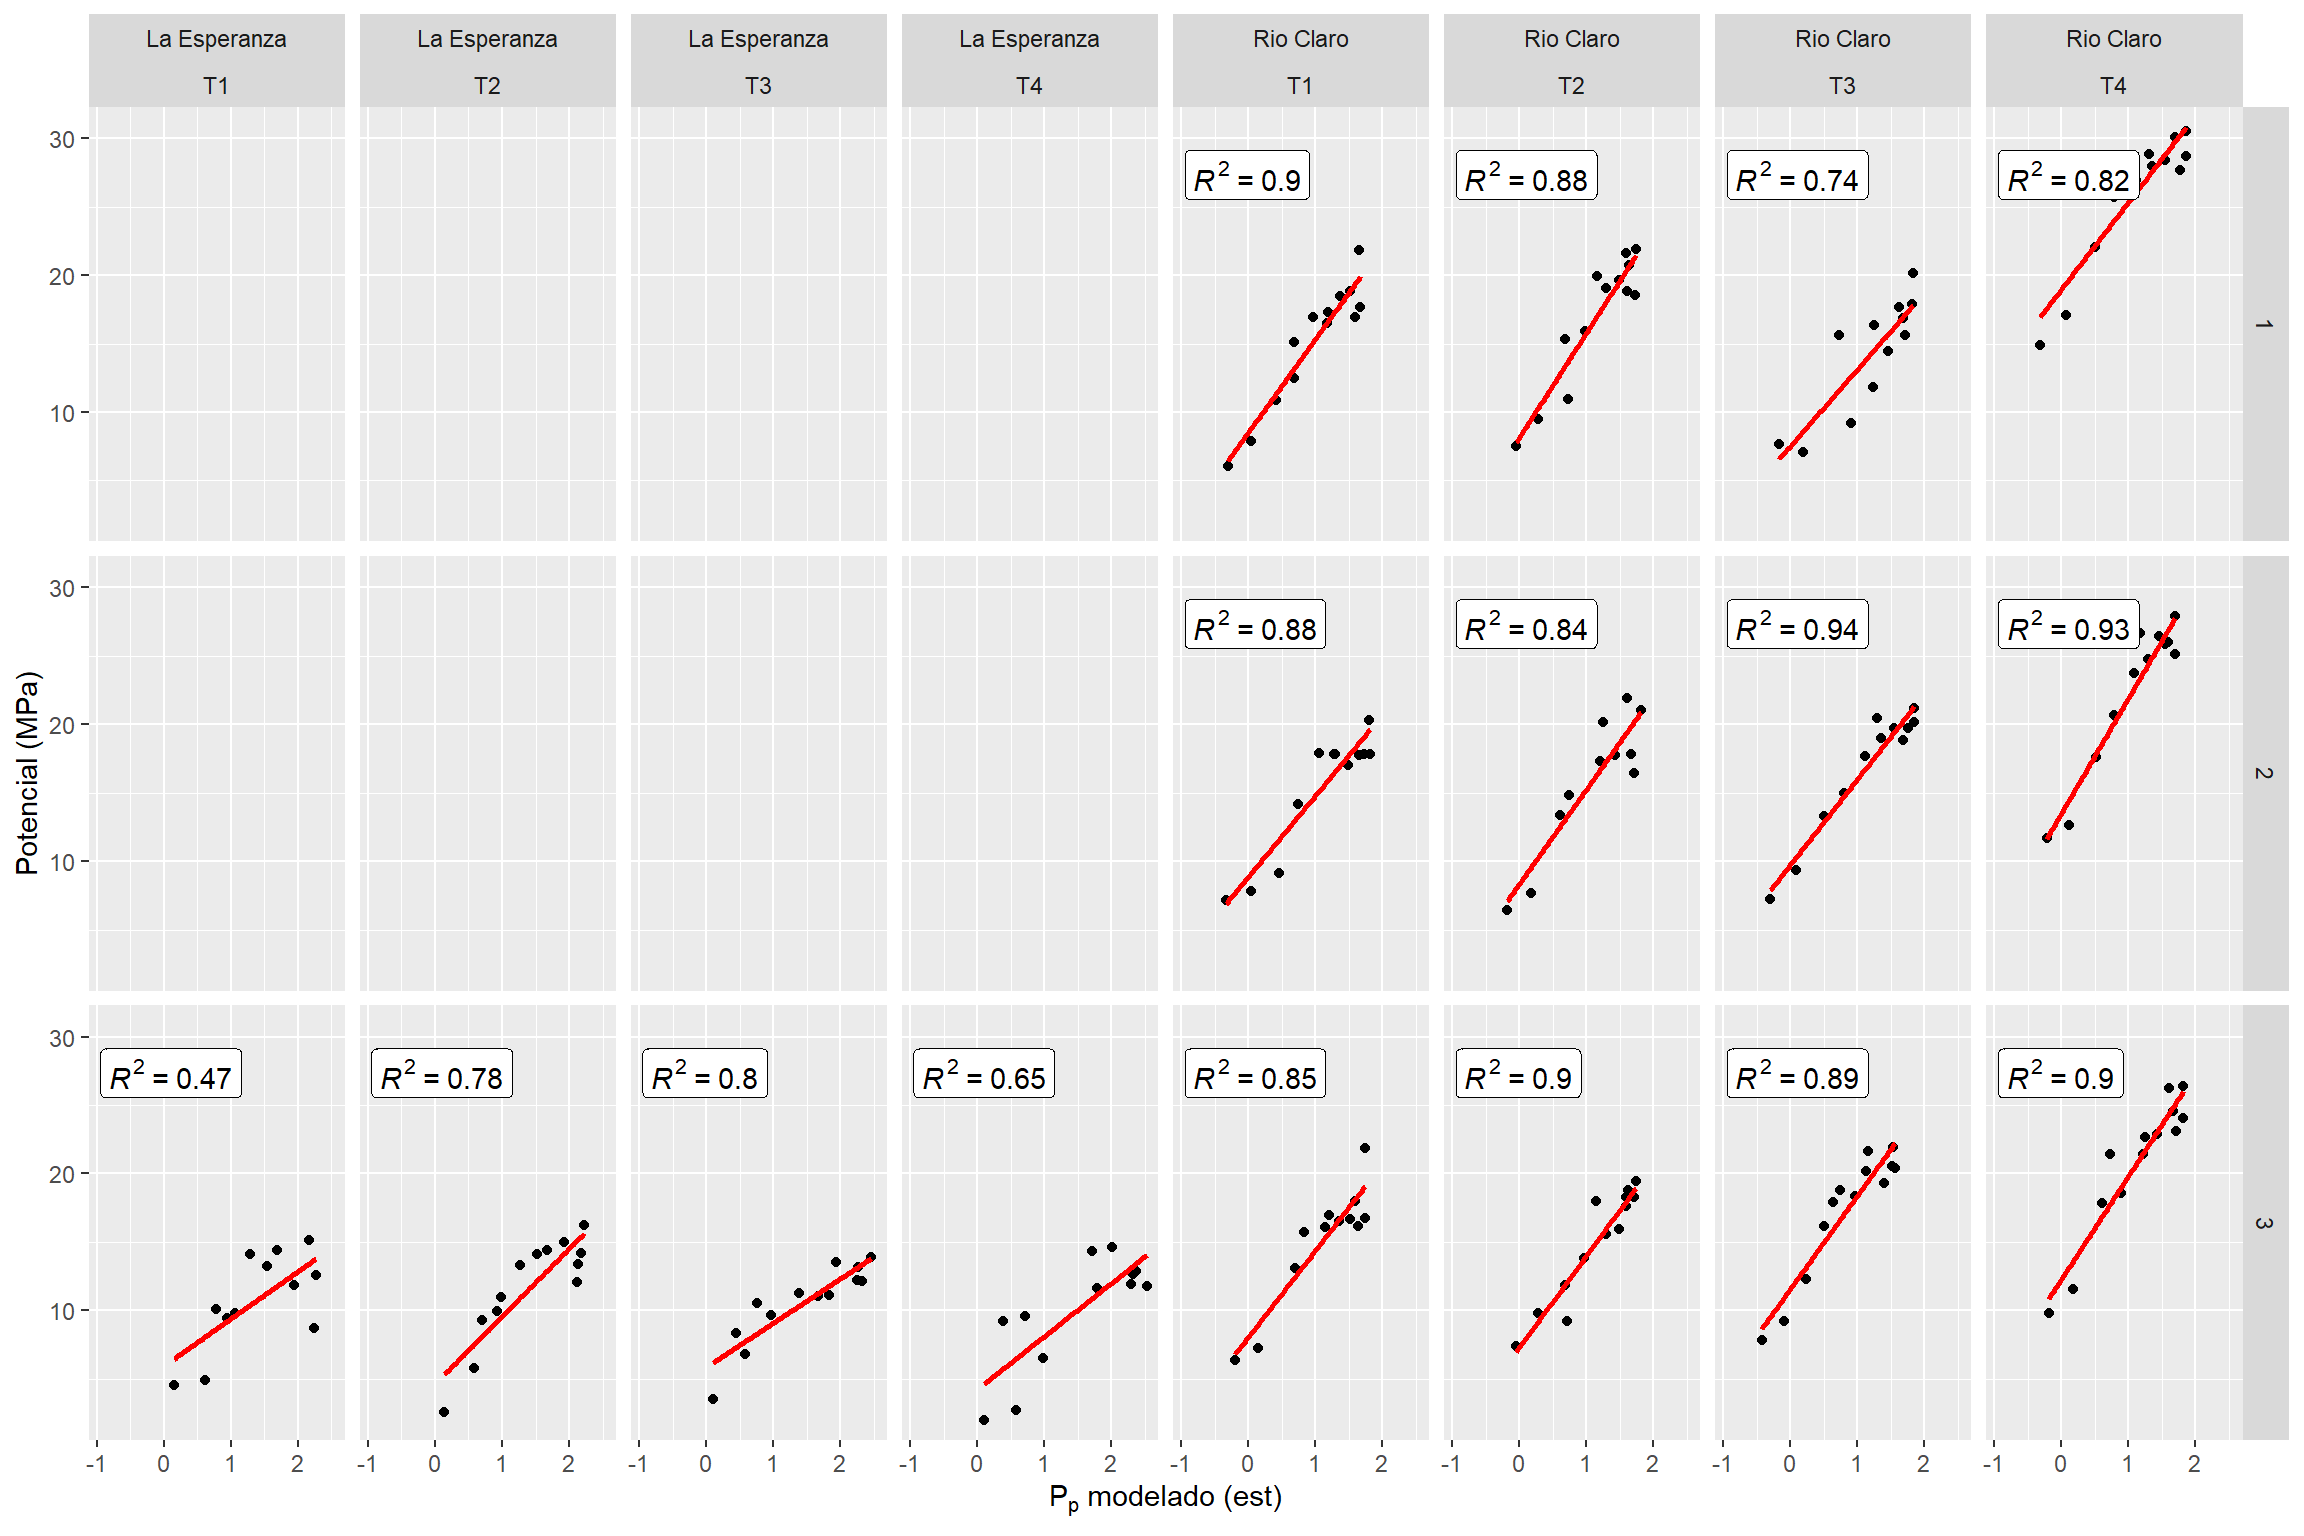 La Esperanza La Esperanza La Esperanza La Esperanza Rio Claro Rio Claro Rio Claro Rio Claro
T1 T2 T3 T4 T1 T2 T3 T4
30
R² = 0.9 R² = 0.88 R² = 0.74 R² = 0.82
20
1
10
30
R² = 0.88 R² = 0.84 R² = 0.94 R² = 0.93
20
2
10
Potencial (MPa)
30
R² = 0.47 R² = 0.78 R² = 0.8 R² = 0.65 R² = 0.85 R² = 0.9 R² = 0.89 R² = 0.9
20
3
10
-1 0 1 2 -1 0 1 2 -1 0 1 2 -1 0 1 2 -1 0 1 2 -1 0 1 2 -1 0 1 2 -1 0 1 2
Pₚ modelado (est)